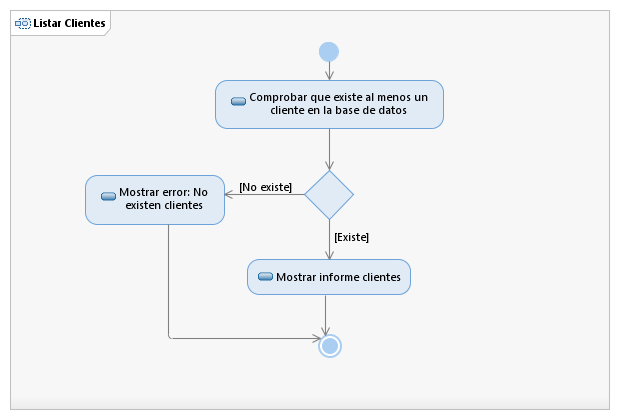 Listar Clientes
Comprobar que existe al menos un
cliente en la base de datos
[No existe]
Mostrar error: No
existen clientes
[Existe]
Mostrar informe clientes